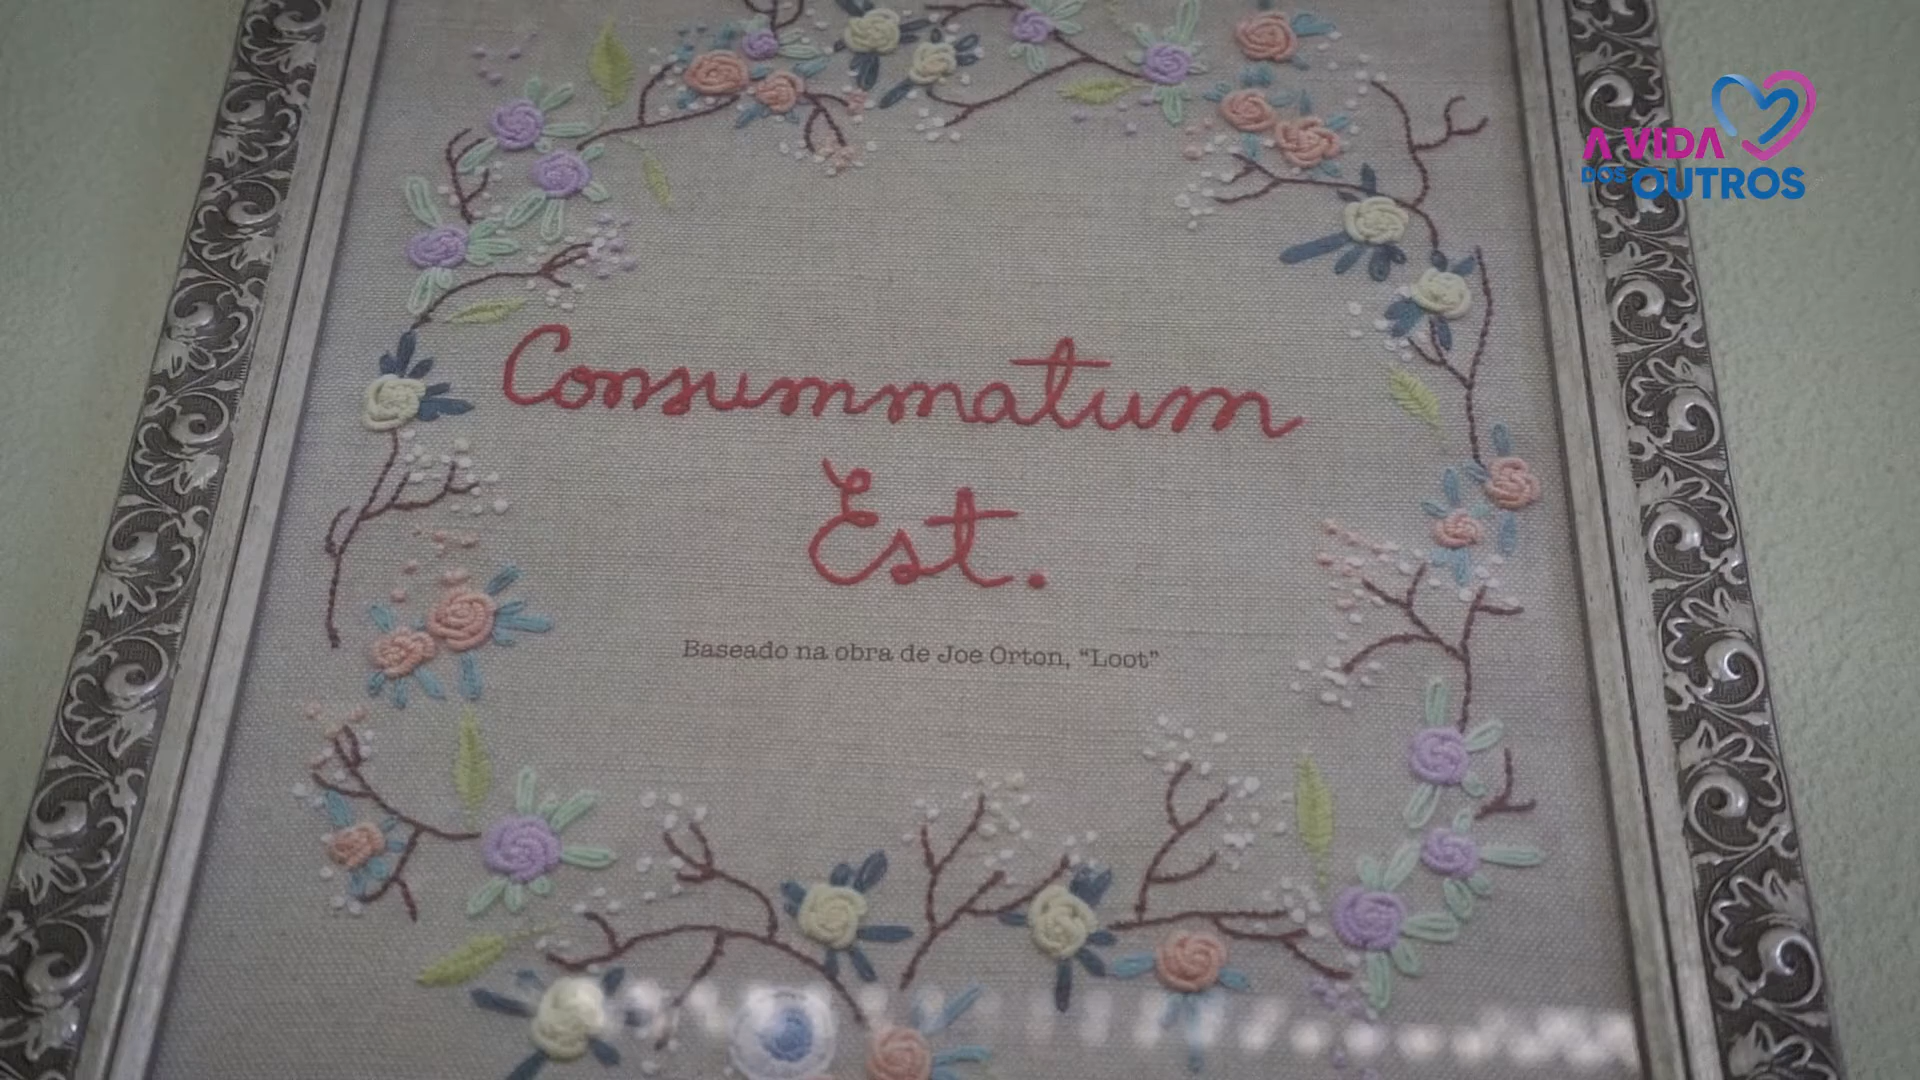 A VIDA
DOS OUTROS
Consummatum
Est.
Baseado na obra de Joe Orton, “Loot”